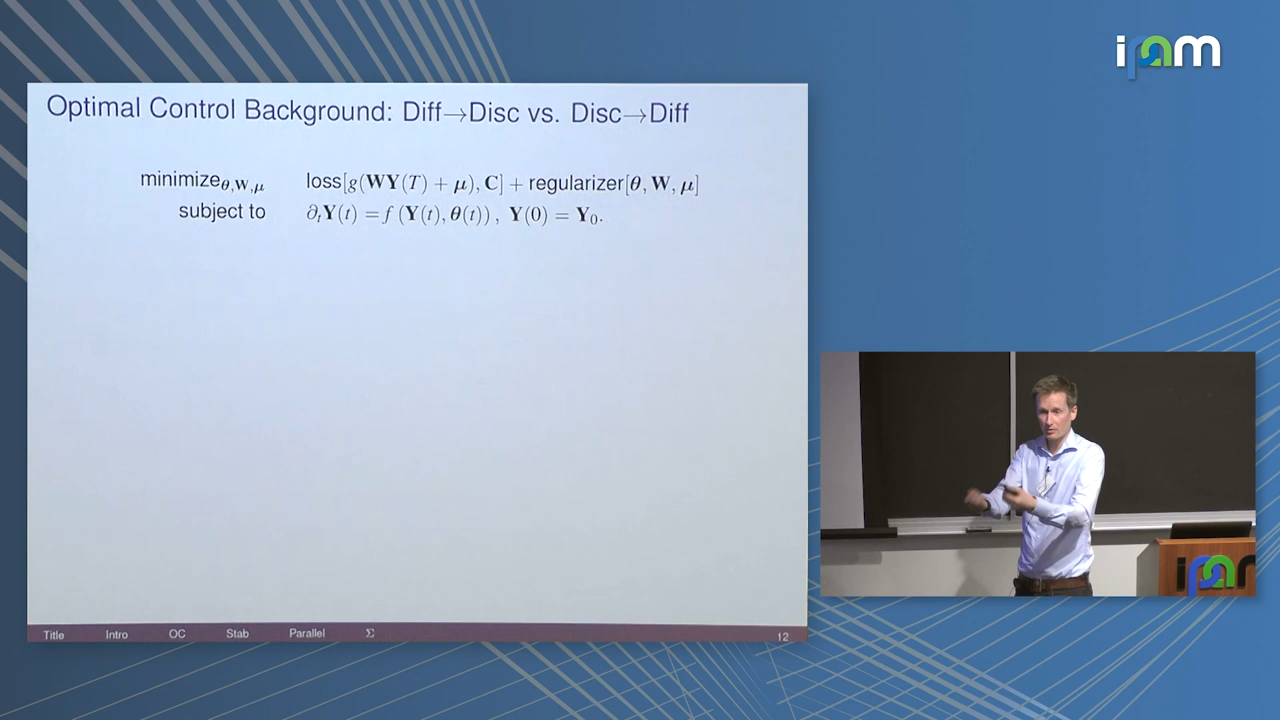 ipam
Optimal Control Background: Diff→Disc vs. Disc→Diff
minimize_{θ,W,μ} loss[g(WY(T) + μ), C] + regularizer[θ, W, μ]
subject to ∂_tY(t) = f (Y(t), θ(t)) , Y(0) = Y_0.
Title Intro OC Stab Parallel Σ 12